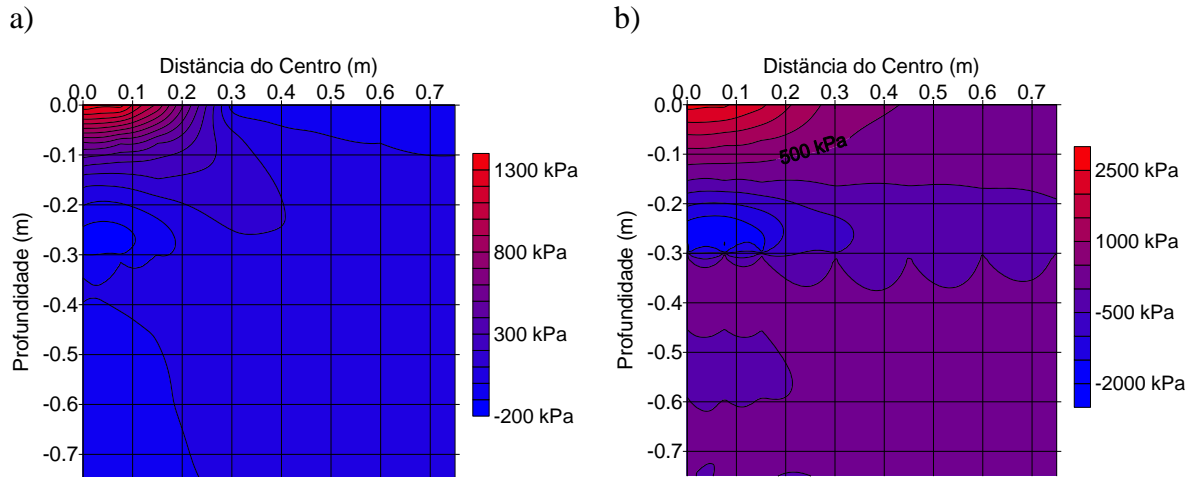 a)
Distäncia do Centro (m)
0.0 0.1 0.2 0.3 0.4 0.5 0.6 0.7
0.0
-0.1
-0.2
-0.3
-0.4
-0.5
-0.6
-0.7
Profundidade (m)
1300 kPa
800 kPa
300 kPa
-200 kPa
b)
Distäncia do Centro (m)
0.0 0.1 0.2 0.3 0.4 0.5 0.6 0.7
0.0
-0.1
-0.2
-0.3
-0.4
-0.5
-0.6
-0.7
Profundidade (m)
500 kPa
2500 kPa
1000 kPa
-500 kPa
-2000 kPa